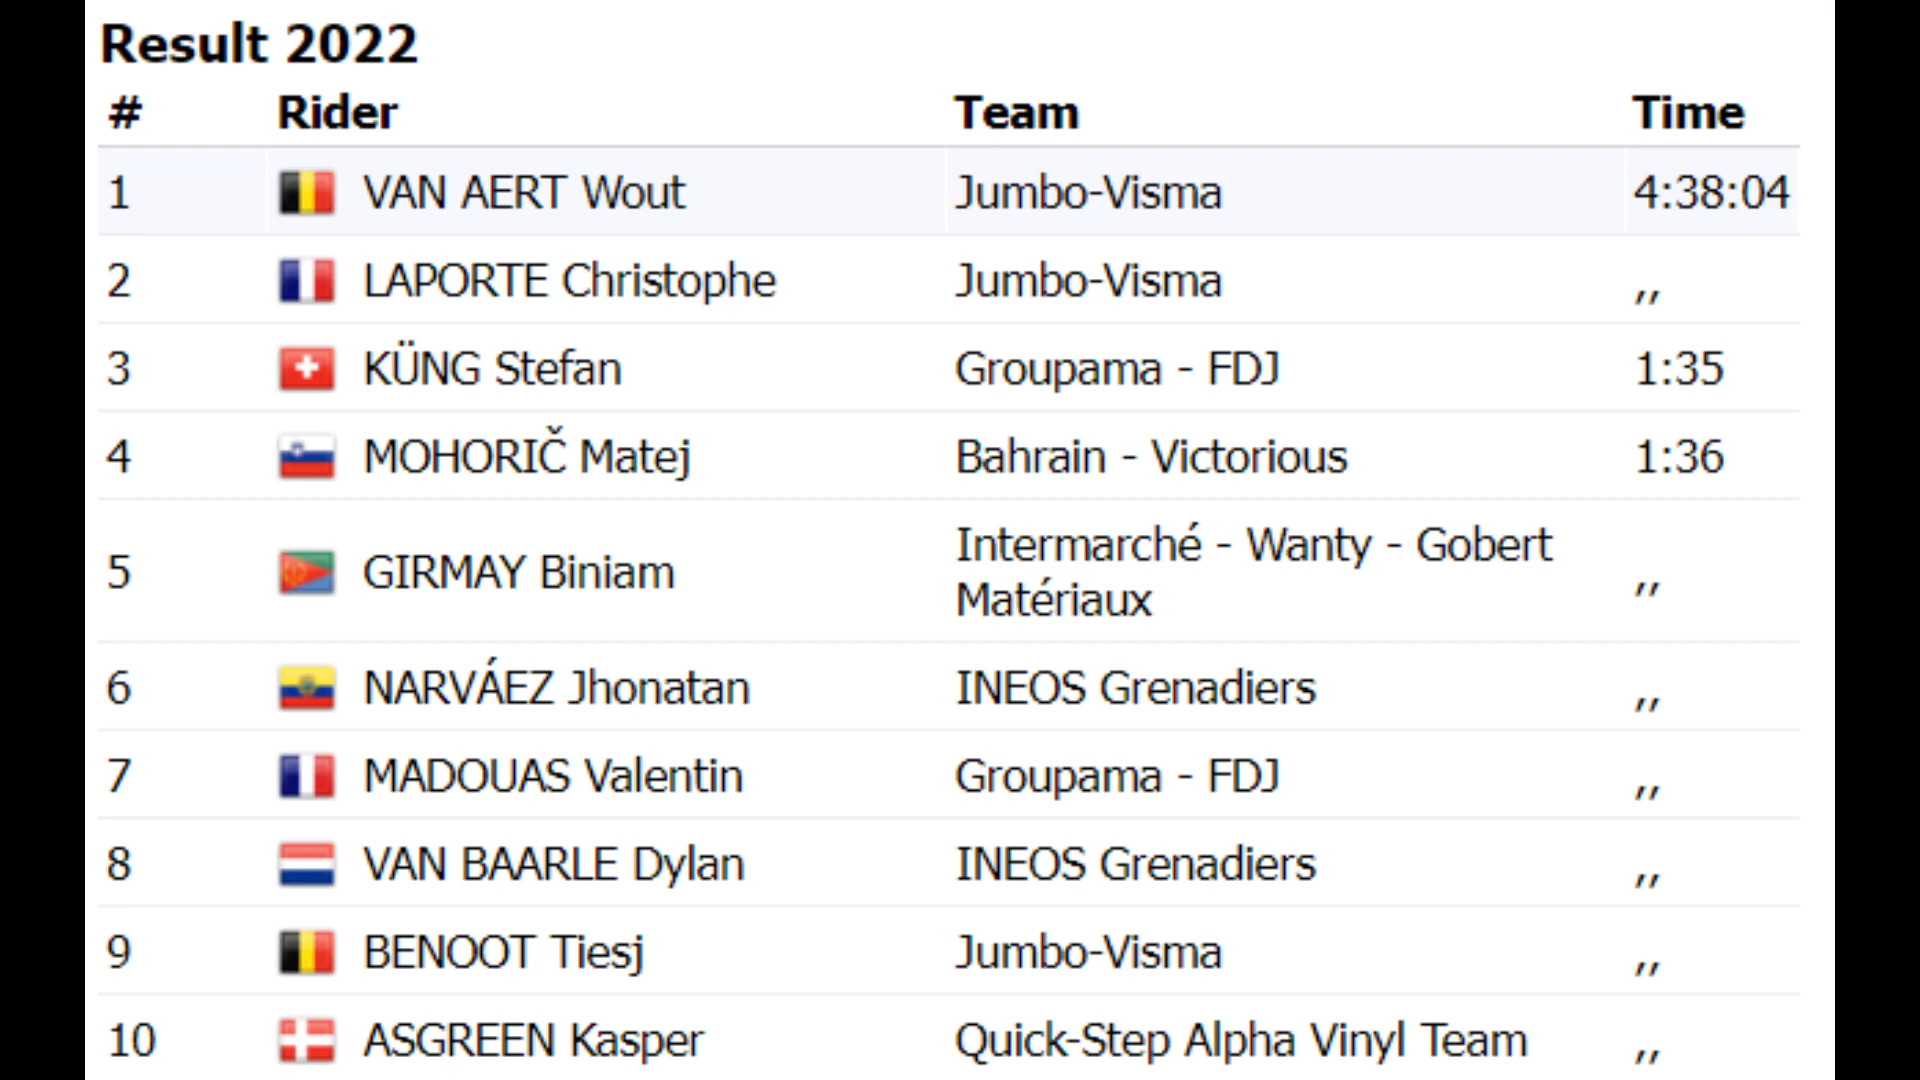 Result 2022
# Rider Team Time
1 VAN AERT Wout Jumbo-Visma 4:38:04
2 LAPORTE Christophe Jumbo-Visma ,,
3 KÜNG Stefan Groupama - FDJ 1:35
4 MOHORIČ Matej Bahrain - Victorious 1:36
5 GIRMAY Biniam Intermarché - Wanty - Gobert
Matériaux ,,
6 NARVÁEZ Jhonatan INEOS Grenadiers ,,
7 MADOUAS Valentin Groupama - FDJ ,,
8 VAN BAARLE Dylan INEOS Grenadiers ,,
9 BENOOT Tiesj Jumbo-Visma ,,
10 ASGREEN Kasper Quick-Step Alpha Vinyl Team ,,